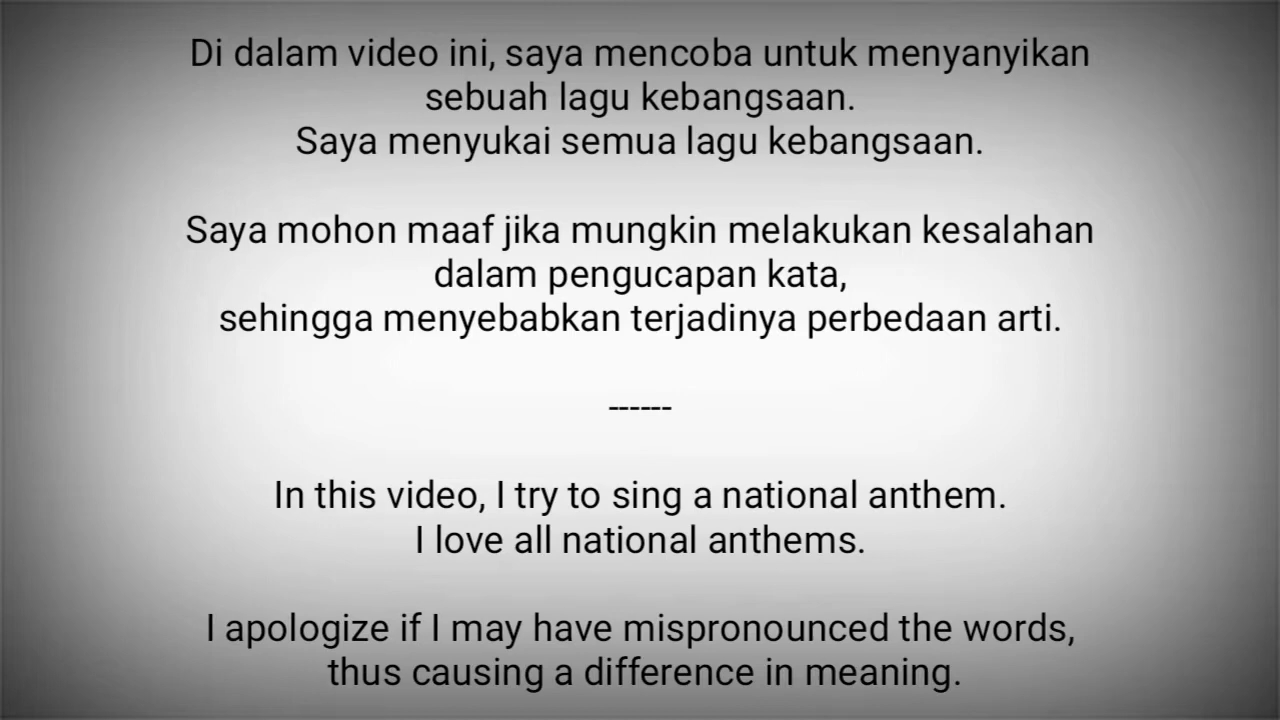 Di dalam video ini, saya mencoba untuk menyanyikan
sebuah lagu kebangsaan.
Saya menyukai semua lagu kebangsaan.
Saya mohon maaf jika mungkin melakukan kesalahan
dalam pengucapan kata,
sehingga menyebabkan terjadinya perbedaan arti.
------
In this video, I try to sing a national anthem.
I love all national anthems.
I apologize if I may have mispronounced the words,
thus causing a difference in meaning.